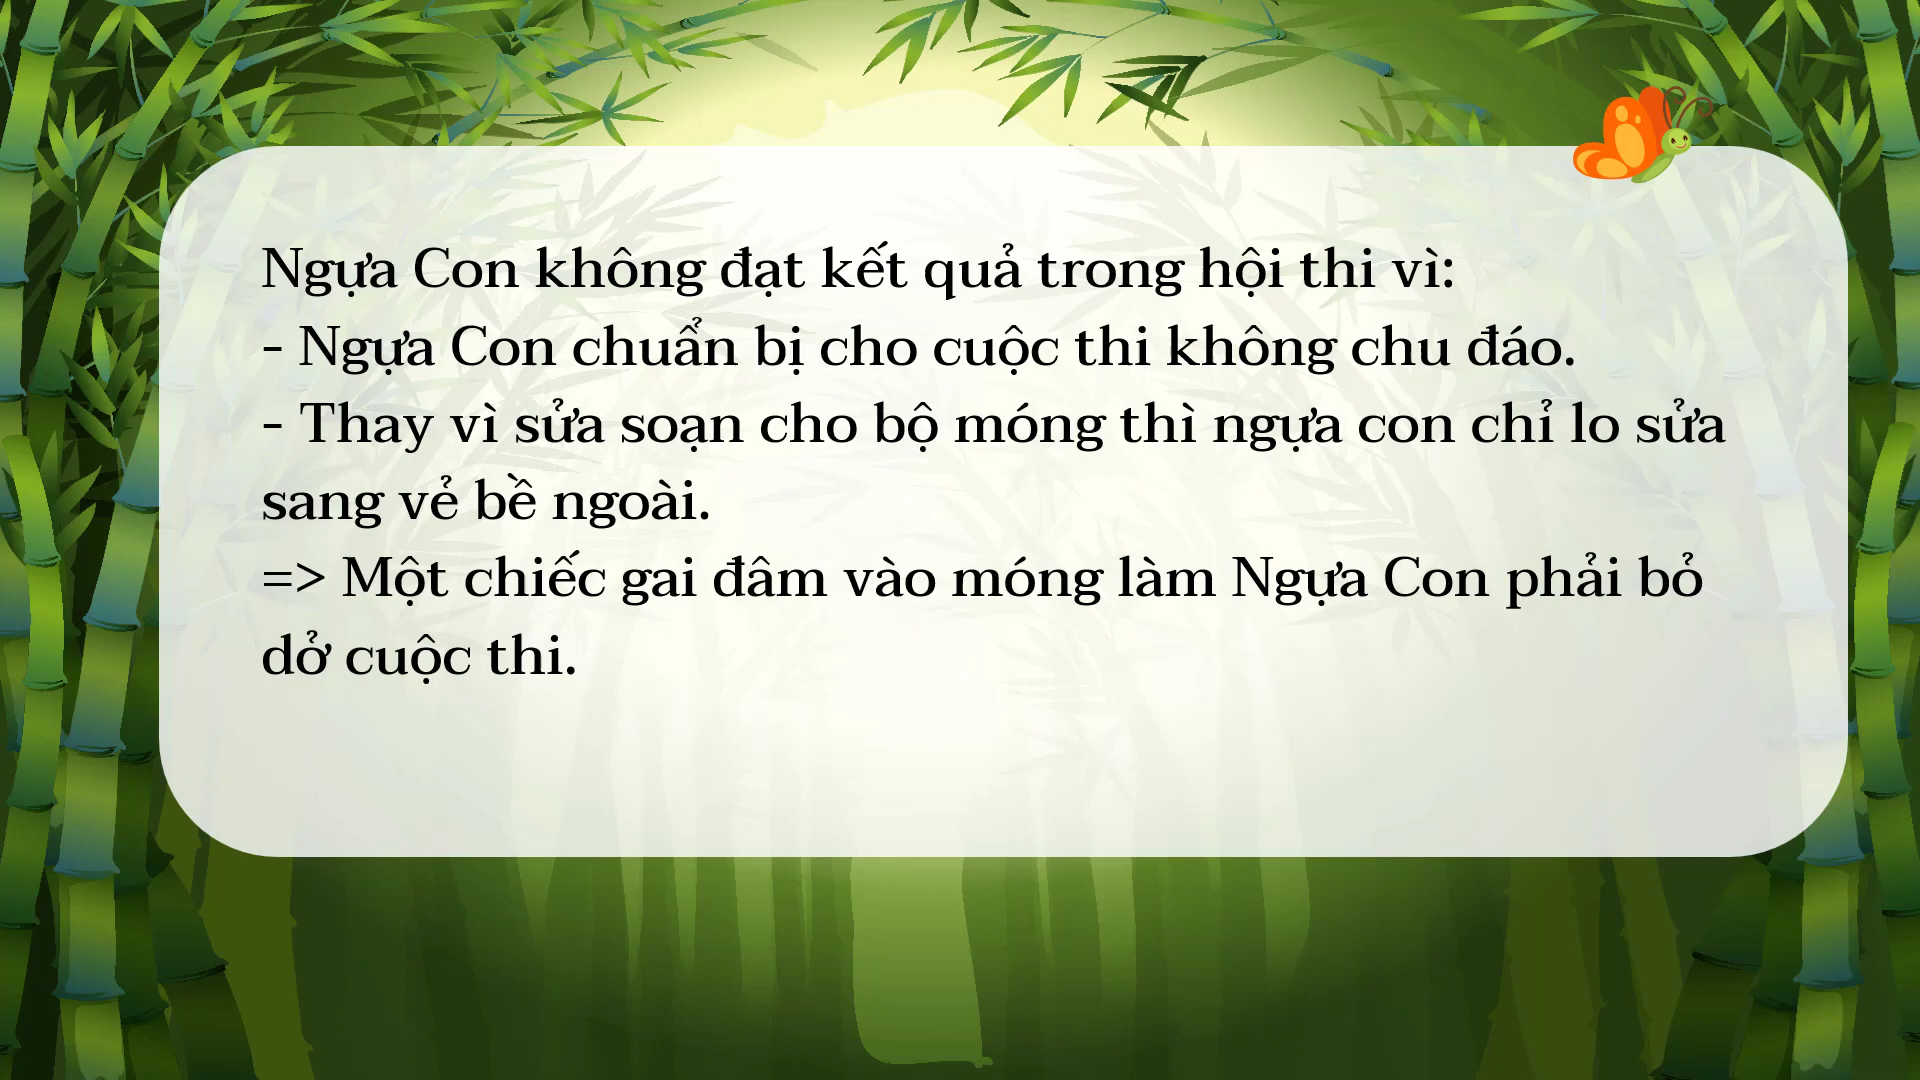 Ngựa Con không đạt kết quả trong hội thi vì:
- Ngựa Con chuẩn bị cho cuộc thi không chu đáo.
- Thay vì sửa soạn cho bộ móng thì ngựa con chỉ lo sửa
sang vẻ bề ngoài.
=> Một chiếc gai đâm vào móng làm Ngựa Con phải bỏ
dở cuộc thi.